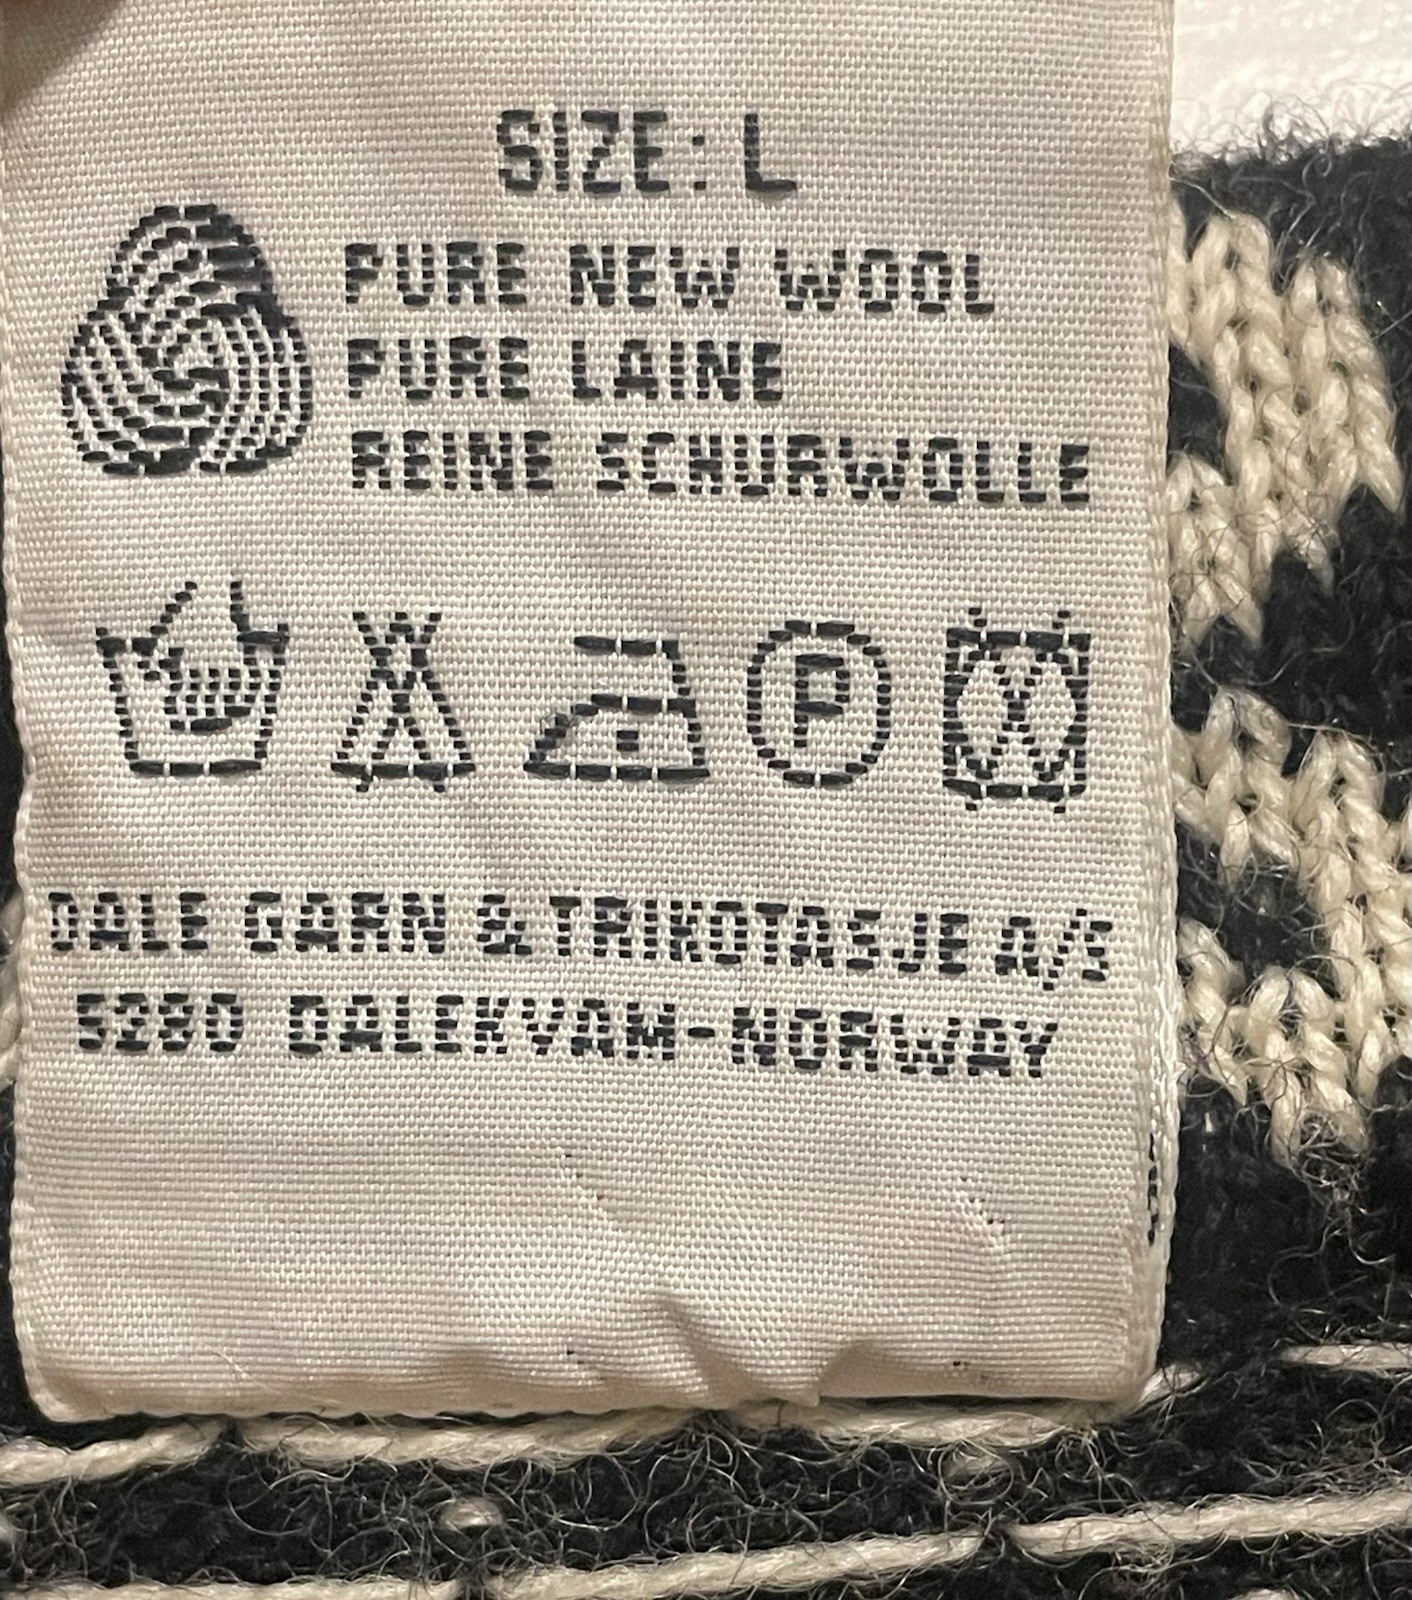 SIZE: L
PURE NEW WOOL
PURE LAINE
REINE SCHURWOLLE
P
DALE GARN & TRIKOTASJE A/S
5280 DALEKVAM-NORWAY